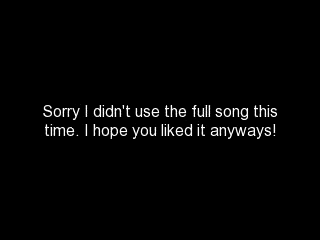 Sorry I didn't use the full song this
time. I hope you liked it anyways!